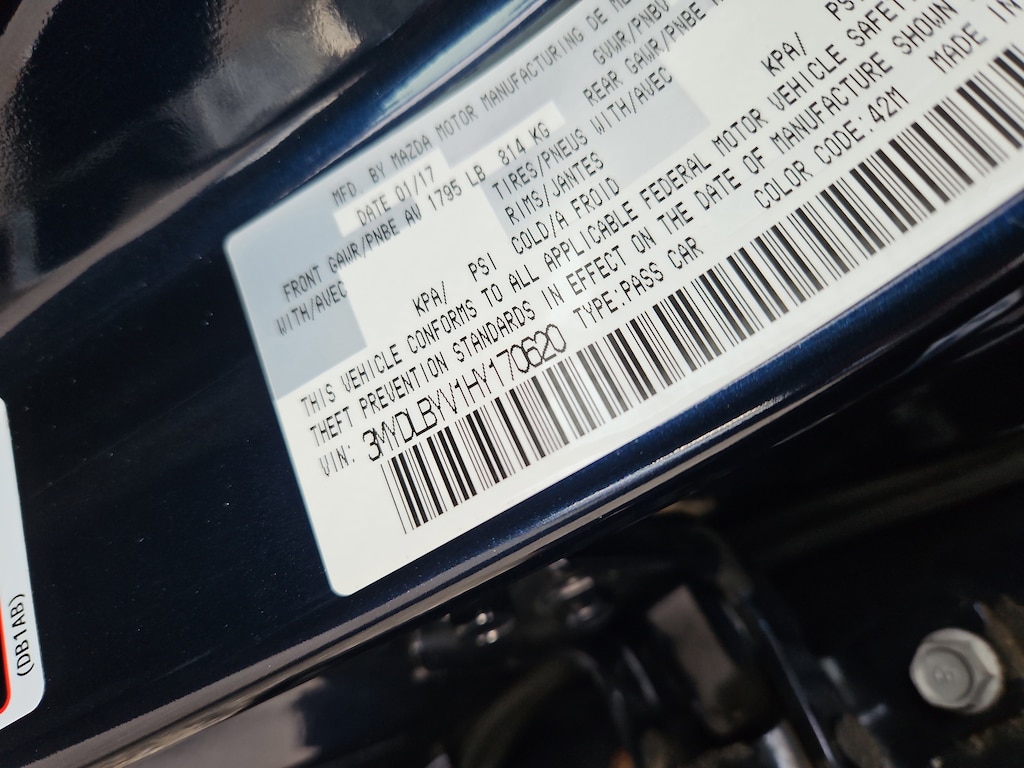 MFD BY MAZDA MOTOR MANUFACTURING DE
DATE 01/17 GVWR/PNBV
FRONT GAWR/PNBE AV 1795 LB 814 KG REAR GAWR/PNBE
WITH/AVEC TIRES/PNEUS WITH/AVEC
RIMS/JANTES
KPA/ PSI COLD/A FROID KPA/
THIS VEHICLE CONFORMS TO ALL APPLICABLE FEDERAL MOTOR VEHICLE
THEFT PREVENTION STANDARDS IN EFFECT ON THE DATE OF MANUFACTURE SHOWN
VIN: 3MYDLBYV1HY170620 TYPE:PASS CAR COLOR CODE:42M MADE IN
(DB1AB)